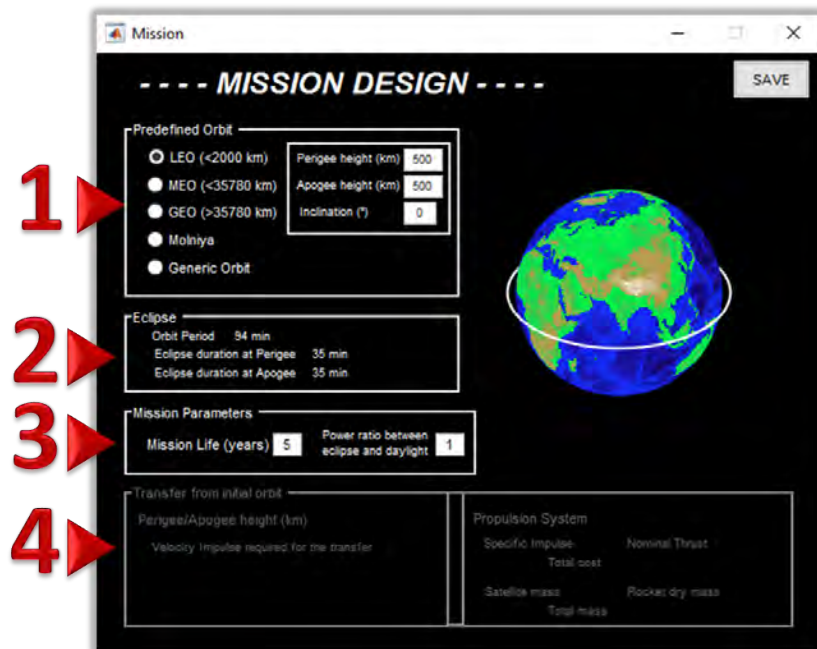 Mission
- - - - MISSION DESIGN - - - -
SAVE
Predefined Orbit
LEO (<2000 km)
MEO (<35780 km)
GEO (>35780 km)
Molniya
Generic Orbit
Perigee height (km) 500
Apogee height (km) 500
Inclination (°) 0
1
Eclipse
Orbit Period 94 min
Eclipse duration at Perigee 35 min
Eclipse duration at Apogee 35 min
2
Mission Parameters
Mission Life (years) 5
Power ratio between
eclipse and daylight 1
3
Transfer from initial orbit
Perigee/Apogee height (km)
Velocity Impulse required for the transfer
4
Propulsion System
Specific Impulse Nominal Thrust
Total cost
Satellite mass Rocket dry mass
Total mass